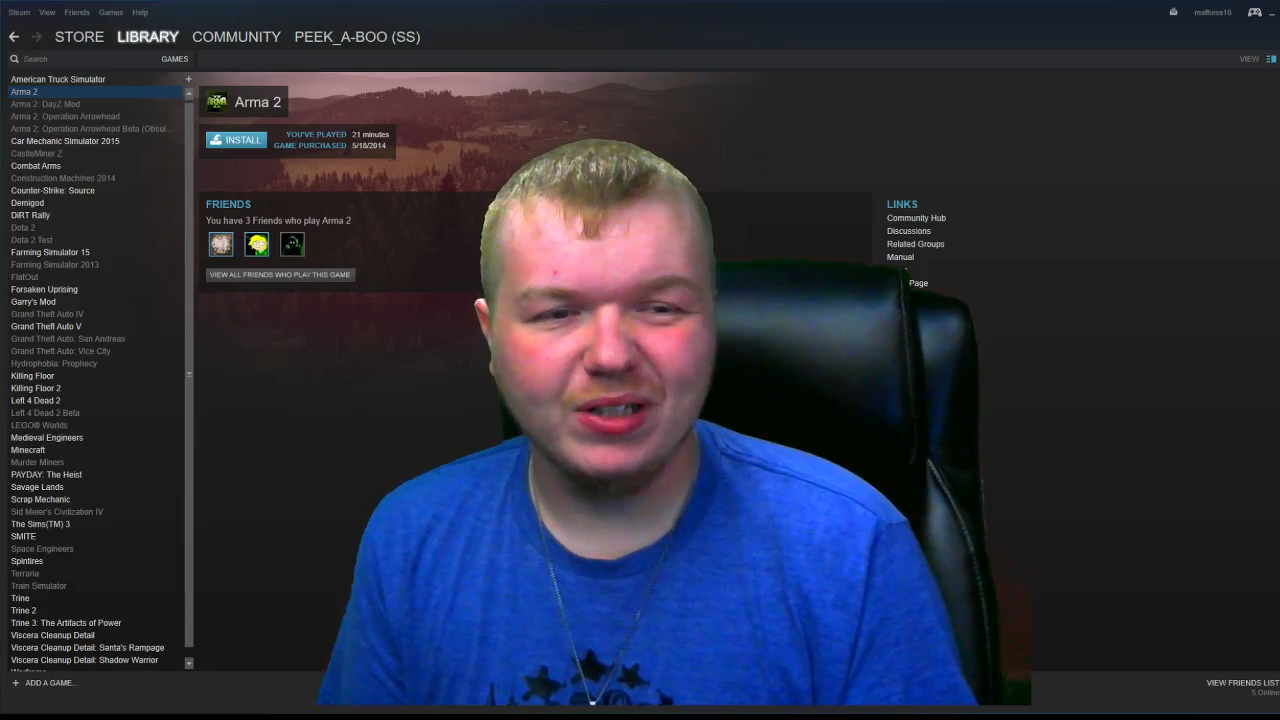 Steam View Friends Games Help
mathess16
STORE LIBRARY COMMUNITY PEEK_A-BOO (SS)
Search GAMES
VIEW
American Truck Simulator
Arma 2
Arma 2: DayZ Mod
Arma 2: Operation Arrowhead
Arma 2: Operation Arrowhead Beta (Obsol...
Car Mechanic Simulator 2015
CastleMiner Z
Combat Arms
Construction Machines 2014
Counter-Strike: Source
Demigod
DiRT Rally
Dota 2
Dota 2 Test
Farming Simulator 15
Farming Simulator 2013
FlatOut
Forsaken Uprising
Garry's Mod
Grand Theft Auto IV
Grand Theft Auto V
Grand Theft Auto: San Andreas
Grand Theft Auto: Vice City
Hydrophobia: Prophecy
Killing Floor
Killing Floor 2
Left 4 Dead 2
Left 4 Dead 2 Beta
LEGO® Worlds
Medieval Engineers
Minecraft
Murder Miners
PAYDAY: The Heist
Savage Lands
Scrap Mechanic
Sid Meier's Civilization IV
The Sims(TM) 3
SMITE
Space Engineers
Spintires
Terraria
Train Simulator
Trine
Trine 2
Trine 3: The Artifacts of Power
Viscera Cleanup Detail
Viscera Cleanup Detail: Santa's Rampage
Viscera Cleanup Detail: Shadow Warrior
+ ADD A GAME...
Arma 2
INSTALL
YOU'VE PLAYED 21 minutes
GAME PURCHASED 5/18/2014
FRIENDS
You have 3 Friends who play Arma 2
VIEW ALL FRIENDS WHO PLAY THIS GAME
LINKS
Community Hub
Discussions
Related Groups
Manual
Page
VIEW FRIENDS LIST
5 Online